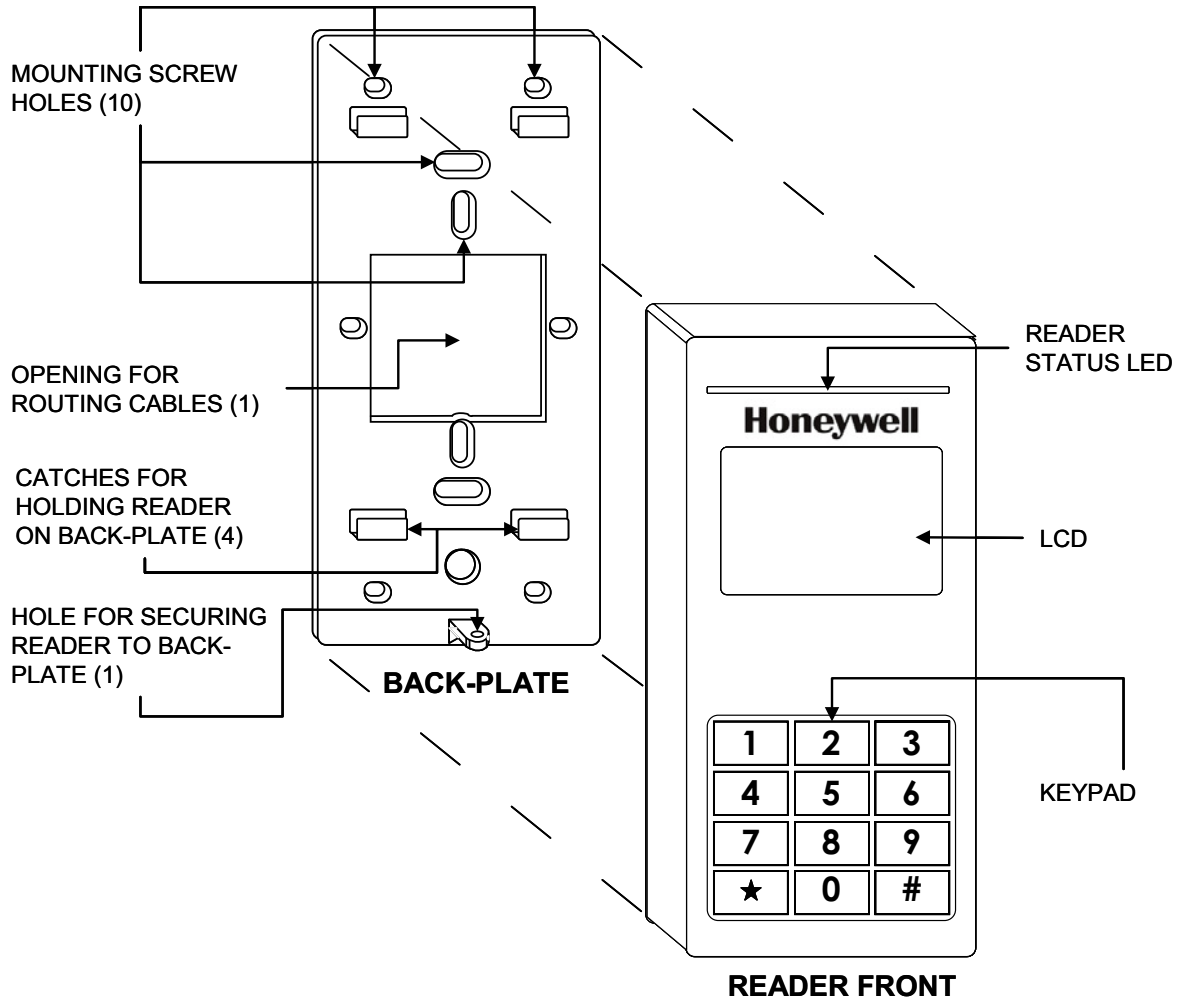 MOUNTING SCREW
HOLES (10)
OPENING FOR
ROUTING CABLES (1)
CATCHES FOR
HOLDING READER
ON BACK-PLATE (4)
HOLE FOR SECURING
READER TO BACK-
PLATE (1)
BACK-PLATE
READER
STATUS LED
Honeywell
LCD
KEYPAD
1 2 3
4 5 6
7 8 9
★ 0 #
READER FRONT